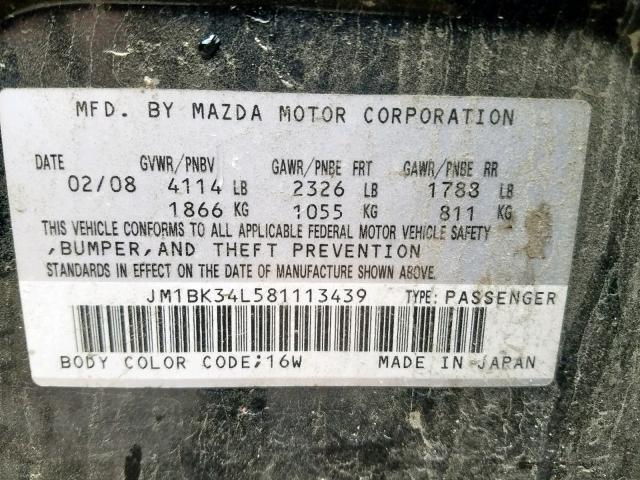 MFD. BY MAZDA MOTOR CORPORATION
DATE GVWR/PNBV GAWR/PNBE FRT GAWR/PNBE RR
02/08 4114 LB 2326 LB 1788 LB
1866 KG 1055 KG 811 KG
THIS VEHICLE CONFORMS TO ALL APPLICABLE FEDERAL MOTOR VEHICLE SAFETY
,BUMPER,AND THEFT PREVENTION
STANDARDS IN EFFECT ON THE DATE OF MANUFACTURE SHOWN ABOVE.
JM1BK34L581113439 TYPE: PASSENGER
BODY COLOR CODE;16W MADE IN JAPAN